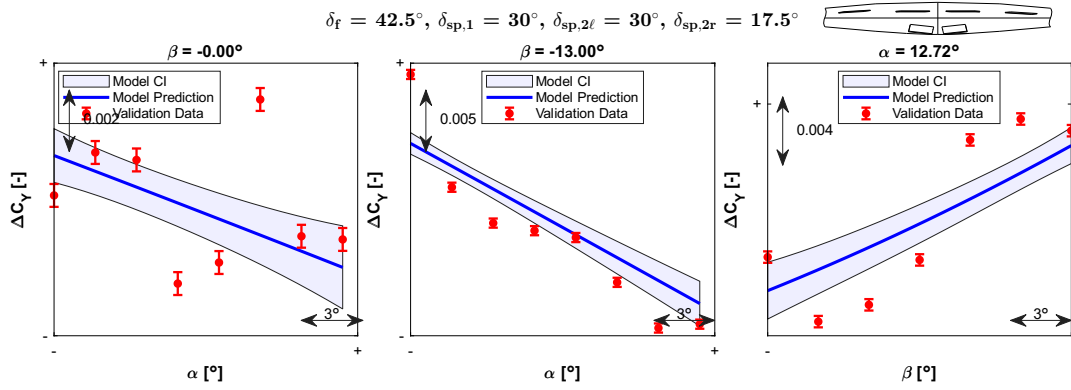 δf = 42.5°, δsp,1 = 30°, δsp,2ℓ = 30°, δsp,2r = 17.5°
β = -0.00°
Model CI
Model Prediction
Validation Data
0.002
3°
+
-
ΔCY [-]
-
+
α [°]
β = -13.00°
Model CI
Model Prediction
Validation Data
0.005
3°
+
-
ΔCY [-]
-
+
α [°]
α = 12.72°
Model CI
Model Prediction
Validation Data
0.004
3°
+
-
ΔCY [-]
-
+
β [°]